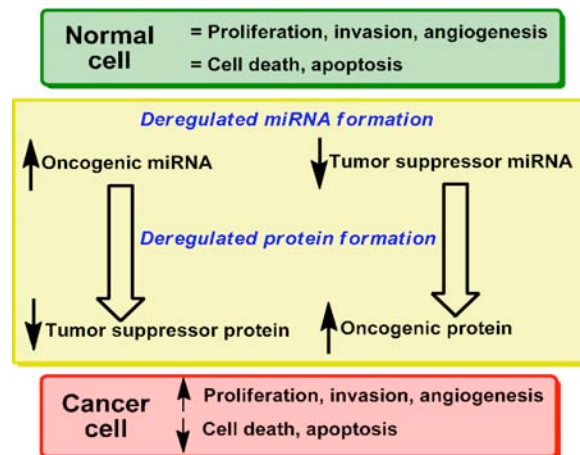 Normal cell
= Proliferation, invasion, angiogenesis
= Cell death, apoptosis
Deregulated miRNA formation
Oncogenic miRNA
Tumor suppressor miRNA
Deregulated protein formation
Tumor suppressor protein
Oncogenic protein
Cancer cell
Proliferation, invasion, angiogenesis
Cell death, apoptosis